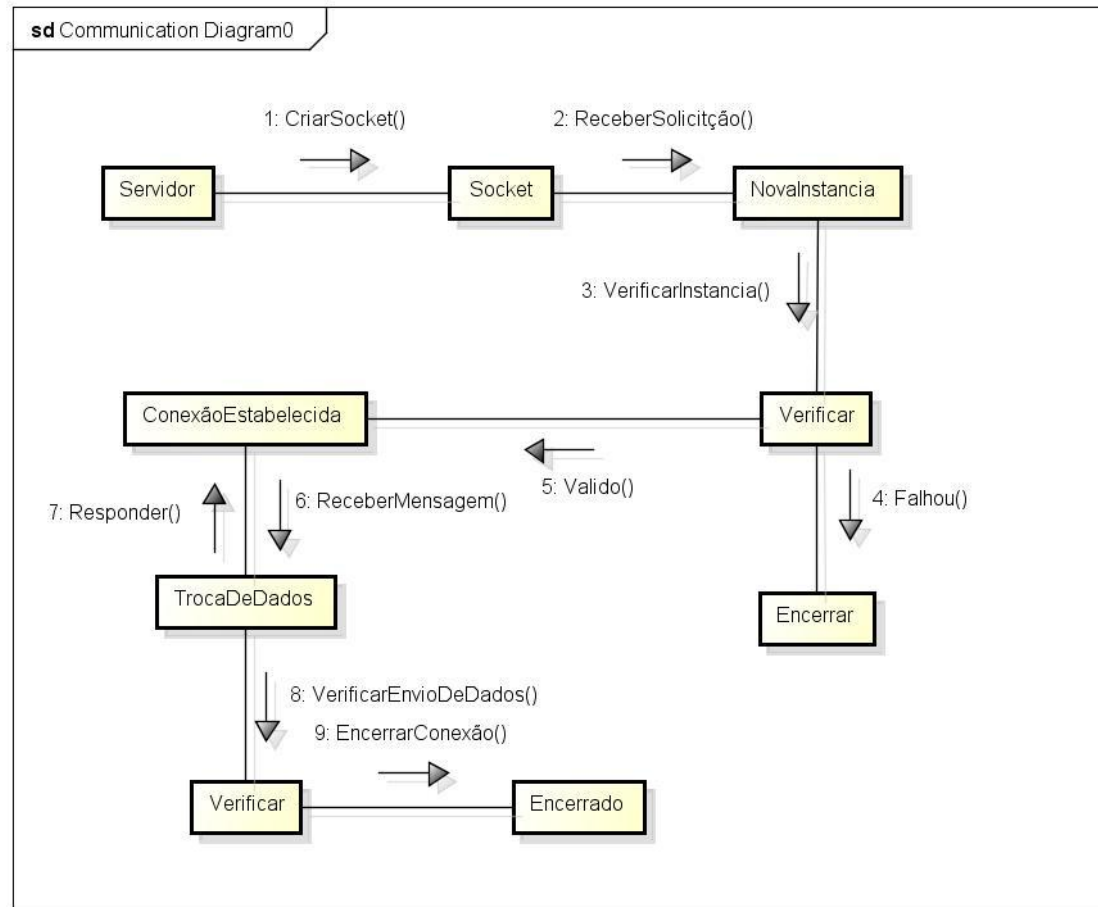 sd Communication Diagram0
1: CriarSocket()
2: ReceberSolicitção()
Servidor
Socket
NovaInstancia
3: VerificarInstancia()
ConexãoEstabelecida
Verificar
5: Valido()
4: Falhou()
6: ReceberMensagem()
7: Responder()
TrocaDeDados
Encerrar
8: VerificarEnvioDeDados()
9: EncerrarConexão()
Verificar
Encerrado